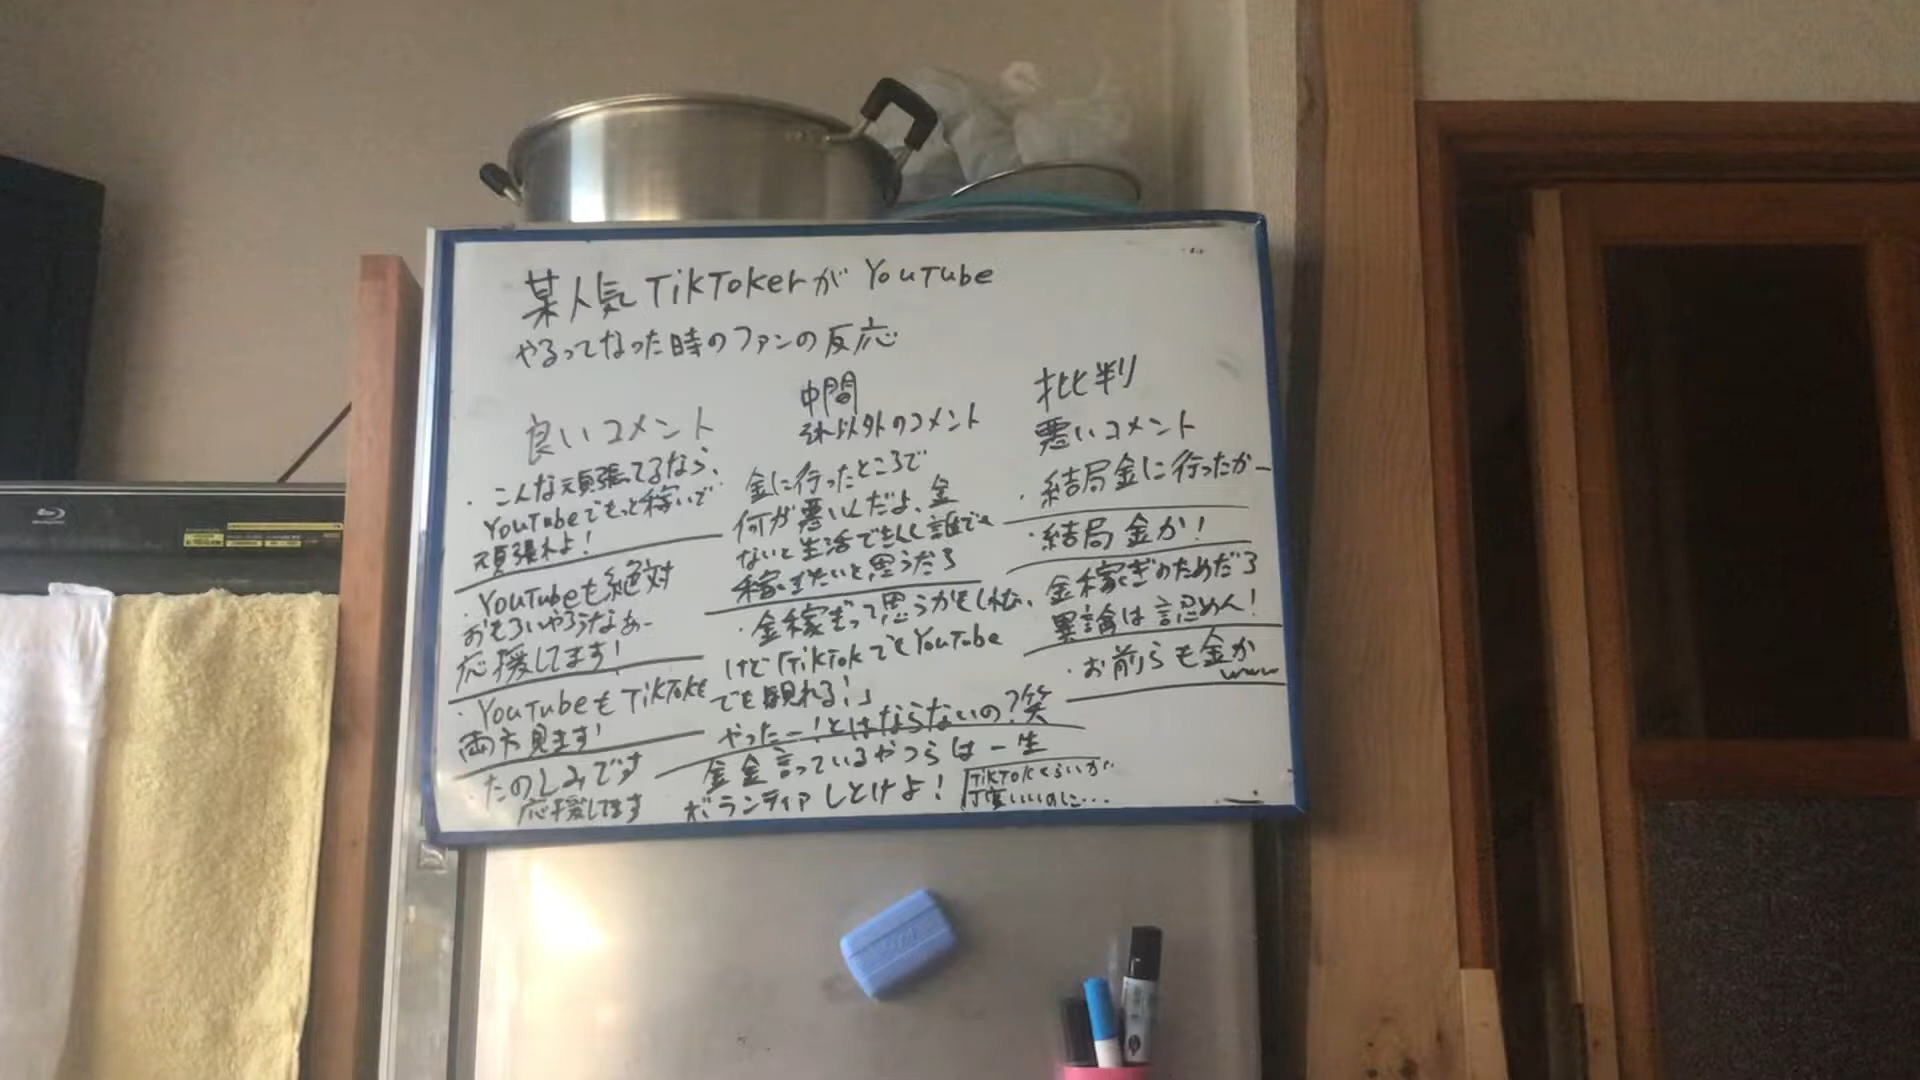 某人気TikTokerがYouTube
やるってなった時のファンの反応
良いコメント
・こんな頑張ってるなら、
YouTubeでもっと稼いで
頑張れよ!
・YouTubeも絶対
おもろいやろうなぁー
応援してます!
・YouTubeもTikTokも
両方見ます!
たのしみです
応援してます
中間
それ以外のコメント
金に行ったところで
何が悪いんだよ、金
ないと生活できんし誰でも
稼ぎたいと思うだろ
・金稼ぎって思うかもしれん、
けど「TikTokでもYouTube
でも観れる!」
やったー!とはならないの?笑
金金言っているやつらは一生
ボランティアしとけよ!
TikTokくらいが
丁度いいのに…
批判
悪いコメント
・結局金に行ったかー
・結局金か!
金稼ぎのためだろ
異論は認めん!
・お前らも金か
www